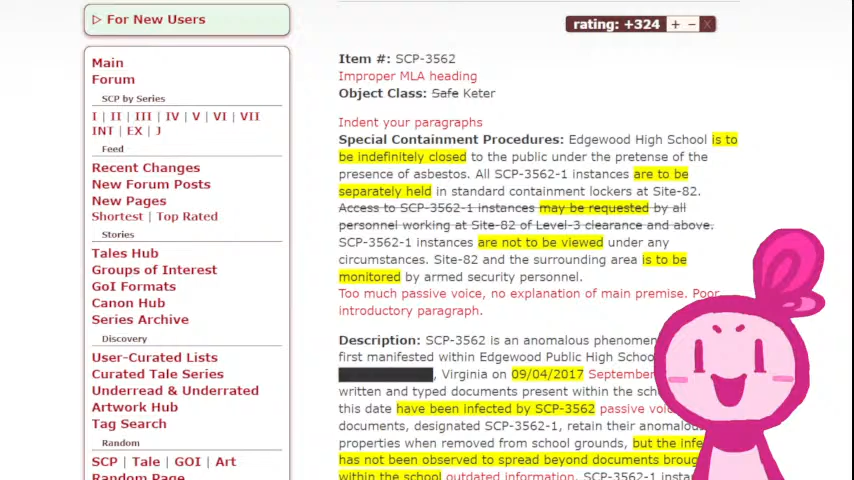 ▷ For New Users
Main
Forum
SCP by Series
I | II | III | IV | V | VI | VII
INT | EX | J
Feed
Recent Changes
New Forum Posts
New Pages
Shortest | Top Rated
Stories
Tales Hub
Groups of Interest
GoI Formats
Canon Hub
Series Archive
Discovery
User-Curated Lists
Curated Tale Series
Underread & Underrated
Artwork Hub
Tag Search
Random
SCP | Tale | GOI | Art
Random Page
rating: +324 + − X
Item #: SCP-3562
Improper MLA heading
Object Class: Safe Keter
Indent your paragraphs
Special Containment Procedures: Edgewood High School is to
be indefinitely closed to the public under the pretense of the
presence of asbestos. All SCP-3562-1 instances are to be
separately held in standard containment lockers at Site-82.
Access to SCP-3562-1 instances may be requested by all
personnel working at Site-82 of Level-3 clearance and above.
SCP-3562-1 instances are not to be viewed under any
circumstances. Site-82 and the surrounding area is to be
monitored by armed security personnel.
Too much passive voice, no explanation of main premise. Poor
introductory paragraph.
Description: SCP-3562 is an anomalous
first manifested within Edgewood Public High
, Virginia on 09/04/2017 September
written and typed documents present within the
this date have been infected by SCP-3562 passive
documents, designated SCP-3562-1, retain their
properties when removed from school grounds, but the
has not been observed to spread beyond documents
within the school outdated information. SCP-3562-1